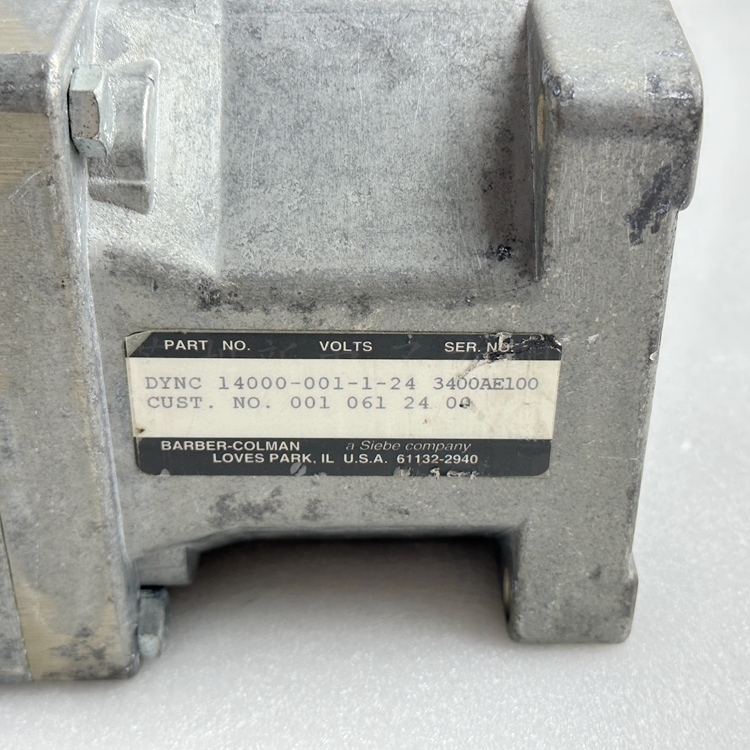 PART NO. VOLTS SER. NO.
DYNC 14000-001-1-24 3400AE100
CUST. NO. 001 061 24 00
BARBER-COLMAN a Siebe company
LOVES PARK, IL U.S.A. 61132-2940